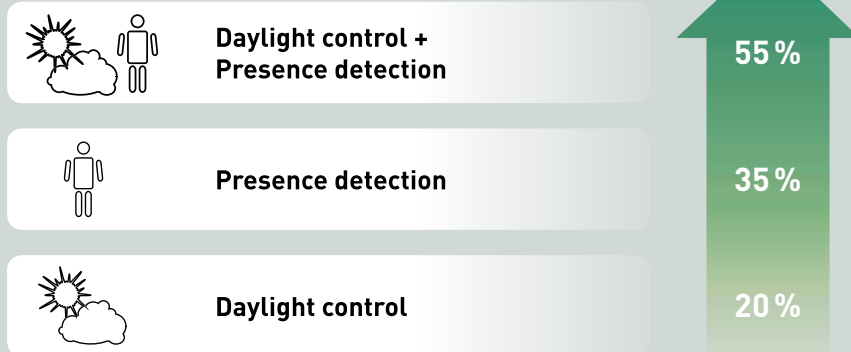 Daylight control +
Presence detection
55 %
Presence detection
35 %
Daylight control
20 %